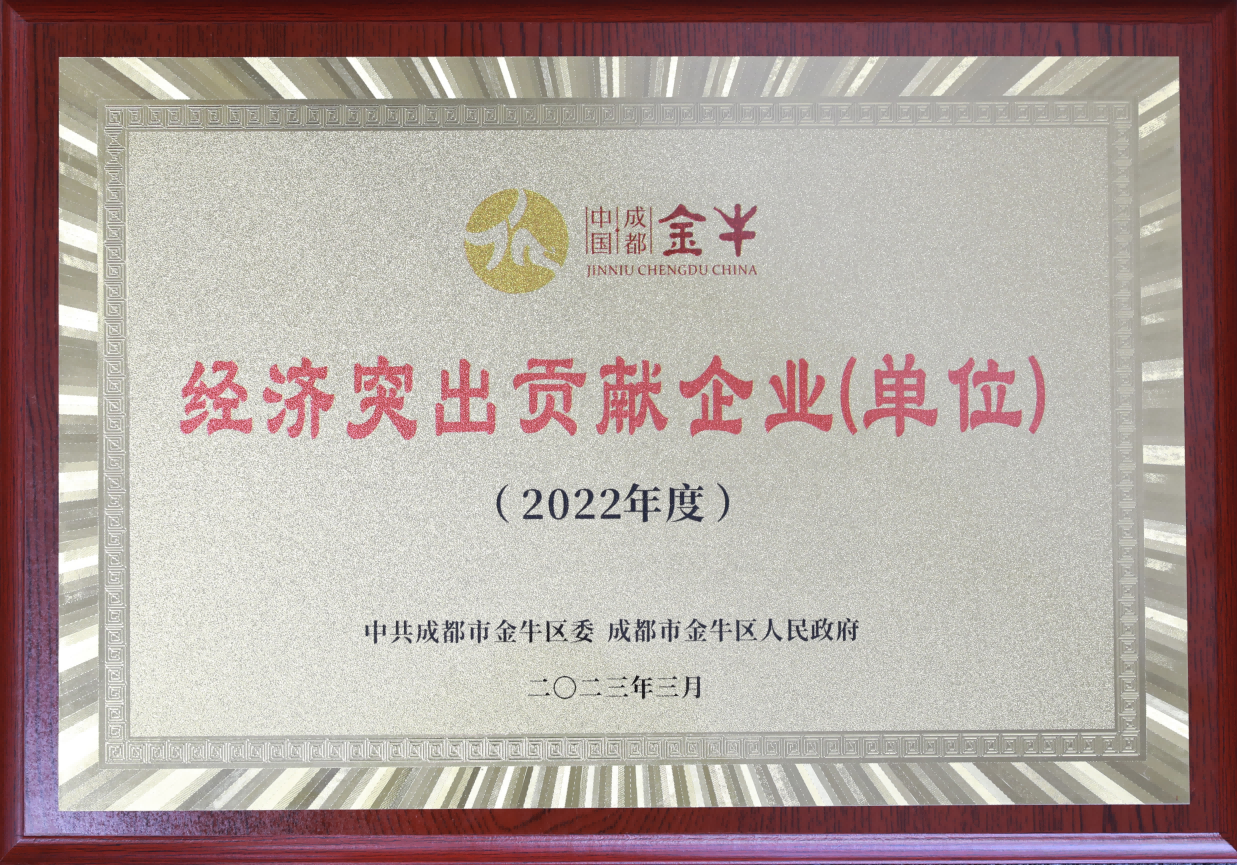 中国·成都 金牛
JINNIU CHENGDU CHINA
经济突出贡献企业(单位)
（2022年度）
中共成都市金牛区委 成都市金牛区人民政府
二〇二三年三月